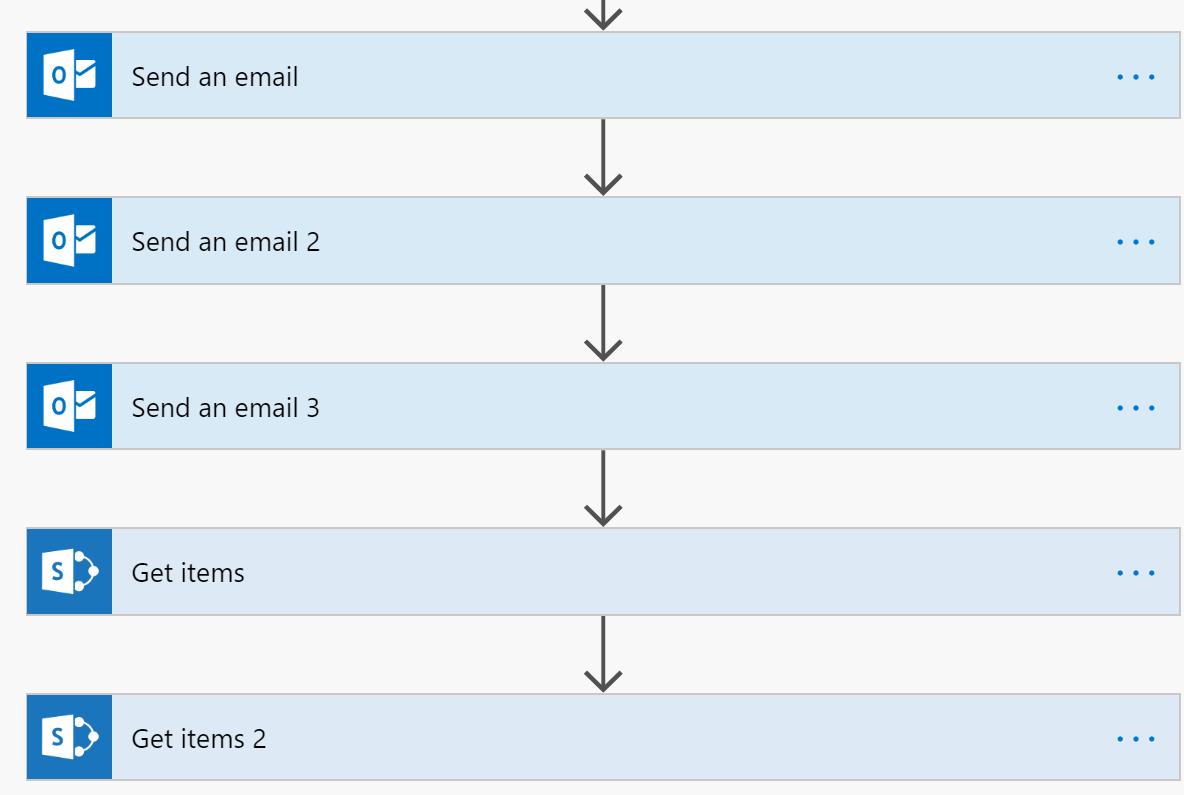 Send an email
Send an email 2
Send an email 3
Get items
Get items 2